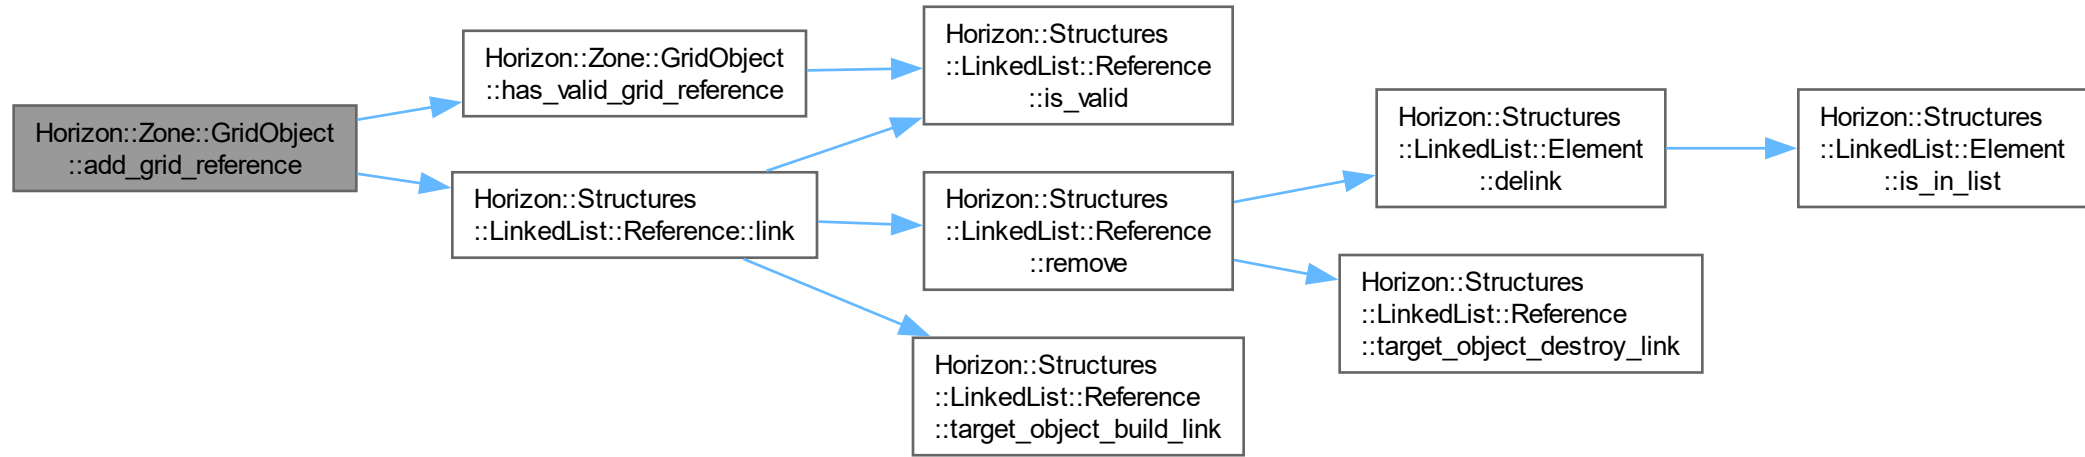 Horizon::Zone::GridObject
::add_grid_reference
Horizon::Zone::GridObject
::has_valid_grid_reference
Horizon::Structures
::LinkedList::Reference::link
Horizon::Structures
::LinkedList::Reference
::is_valid
Horizon::Structures
::LinkedList::Reference
::remove
Horizon::Structures
::LinkedList::Reference
::target_object_build_link
Horizon::Structures
::LinkedList::Element
::delink
Horizon::Structures
::LinkedList::Reference
::target_object_destroy_link
Horizon::Structures
::LinkedList::Element
::is_in_list